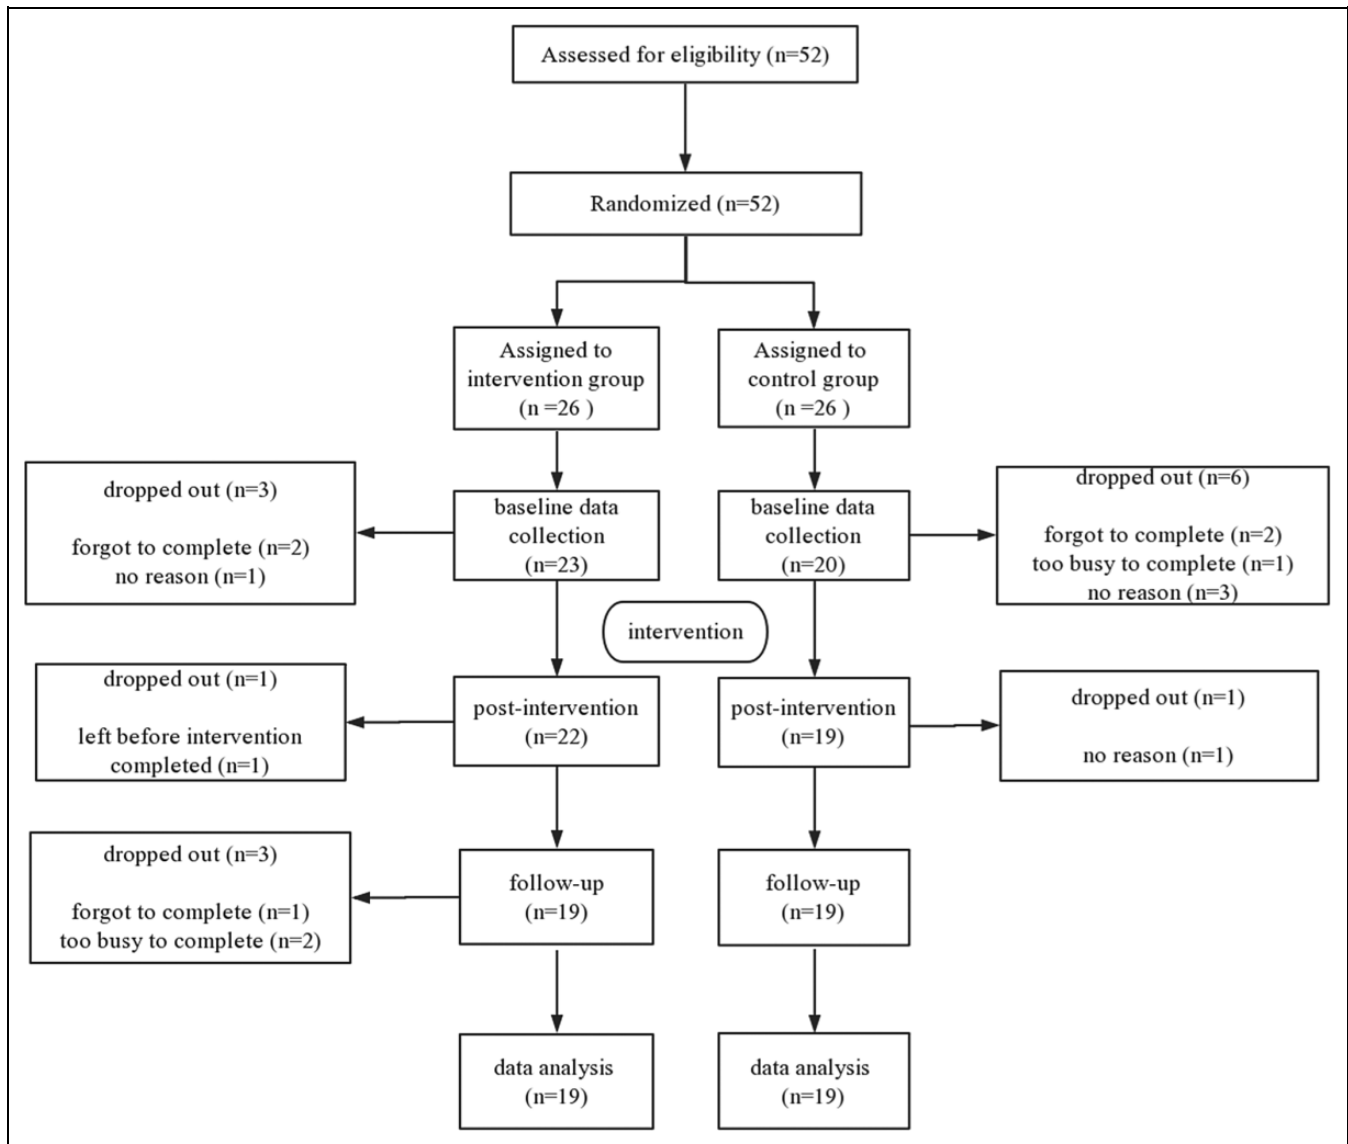 Assessed for eligibility (n=52)
Randomized (n=52)
Assigned to
intervention group
(n =26 )
Assigned to
control group
(n =26 )
dropped out (n=3)
forgot to complete (n=2)
no reason (n=1)
baseline data
collection
(n=23)
baseline data
collection
(n=20)
dropped out (n=6)
forgot to complete (n=2)
too busy to complete (n=1)
no reason (n=3)
intervention
dropped out (n=1)
left before intervention
completed (n=1)
post-intervention
(n=22)
post-intervention
(n=19)
dropped out (n=1)
no reason (n=1)
dropped out (n=3)
forgot to complete (n=1)
too busy to complete (n=2)
follow-up
(n=19)
follow-up
(n=19)
data analysis
(n=19)
data analysis
(n=19)